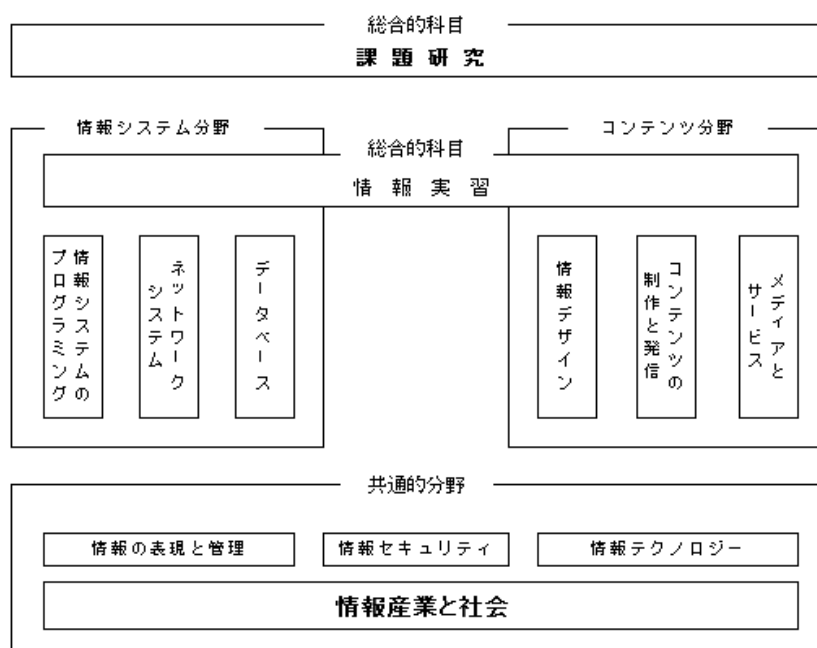 総合的科目
課題研究
情報システム分野
コンテンツ分野
総合的科目
情報実習
情報システムの
プログラミング
ネットワーク
システム
データベース
情報デザイン
コンテンツの
制作と発信
メディアと
サービス
共通的分野
情報の表現と管理
情報セキュリティ
情報テクノロジー
情報産業と社会